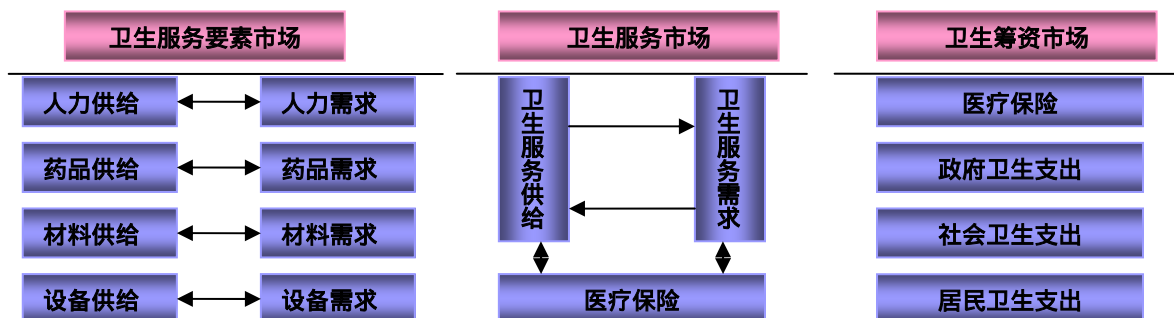 卫生服务要素市场
人力供给
人力需求
药品供给
药品需求
材料供给
材料需求
设备供给
设备需求
卫生服务市场
卫生服务供给
卫生服务需求
医疗保险
卫生筹资市场
医疗保险
政府卫生支出
社会卫生支出
居民卫生支出